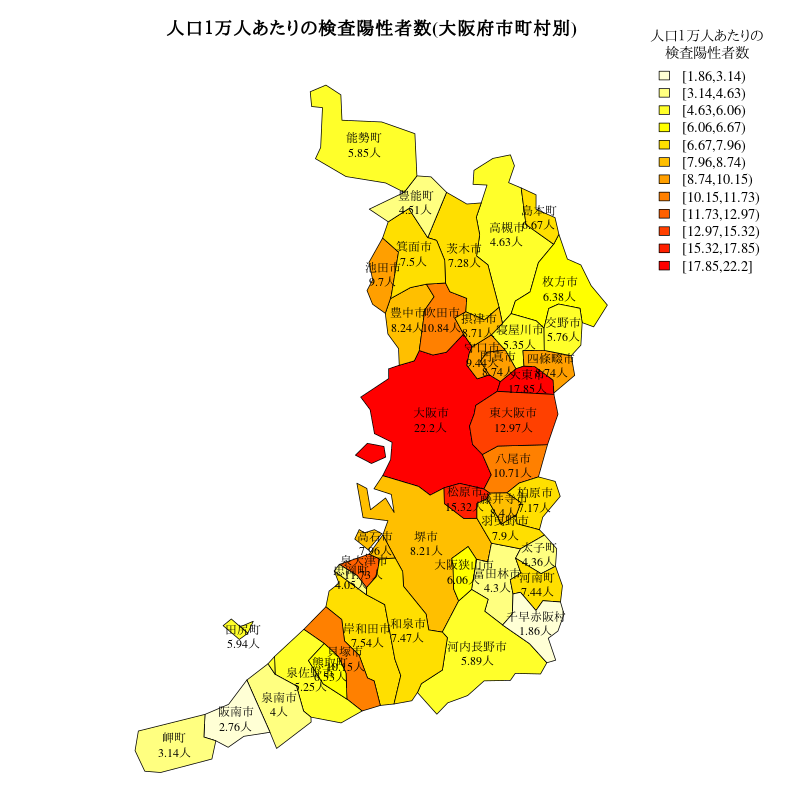 人口1万人あたりの検査陽性者数(大阪府市町村別)
人口1万人あたりの
検査陽性者数
[1.86,3.14)
[3.14,4.63)
[4.63,6.06)
[6.06,6.67)
[6.67,7.96)
[7.96,8.74)
[8.74,10.15)
[10.15,11.73)
[11.73,12.97)
[12.97,15.32)
[15.32,17.85)
[17.85,22.2]
能勢町
5.85人
豊能町
4.51人
島本町
6.67人
高槻市
4.63人
箕面市
7.5人
茨木市
7.28人
池田市
9.7人
枚方市
6.38人
豊中市
8.24人
吹田市
10.84人
摂津市
8.71人
寝屋川市
5.35人
交野市
5.76人
守口市
9.44人
門真市
8.74人
四條畷市
8.74人
大東市
17.85人
大阪市
22.2人
東大阪市
12.97人
八尾市
10.71人
松原市
15.32人
藤井寺市
8.4人
柏原市
7.17人
羽曳野市
7.9人
高石市
7.96人
堺市
8.21人
泉大津市
11.73人
忠岡町
4.05人
大阪狭山市
6.06人
富田林市
4.3人
太子町
4.36人
河南町
7.44人
千早赤阪村
1.86人
田尻町
5.94人
岸和田市
7.54人
和泉市
7.47人
河内長野市
5.89人
貝塚市
10.15人
熊取町
6.53人
泉佐野市
5.25人
泉南市
4人
阪南市
2.76人
岬町
3.14人